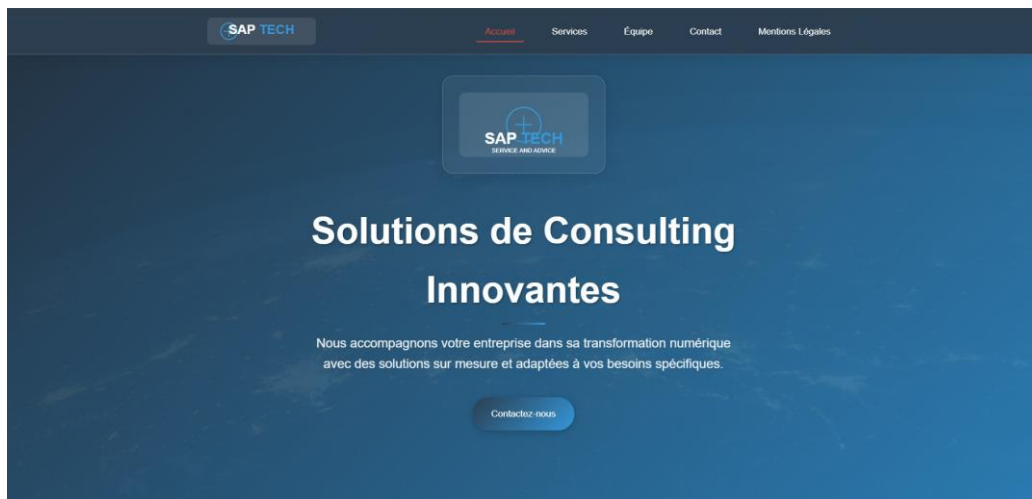 SAP TECH
Accueil Services Équipe Contact Mentions Légales
SAP TECH
SERVICE AND ADVICE
Solutions de Consulting
Innovantes
Nous accompagnons votre entreprise dans sa transformation numérique
avec des solutions sur mesure et adaptées à vos besoins spécifiques.
Contactez-nous